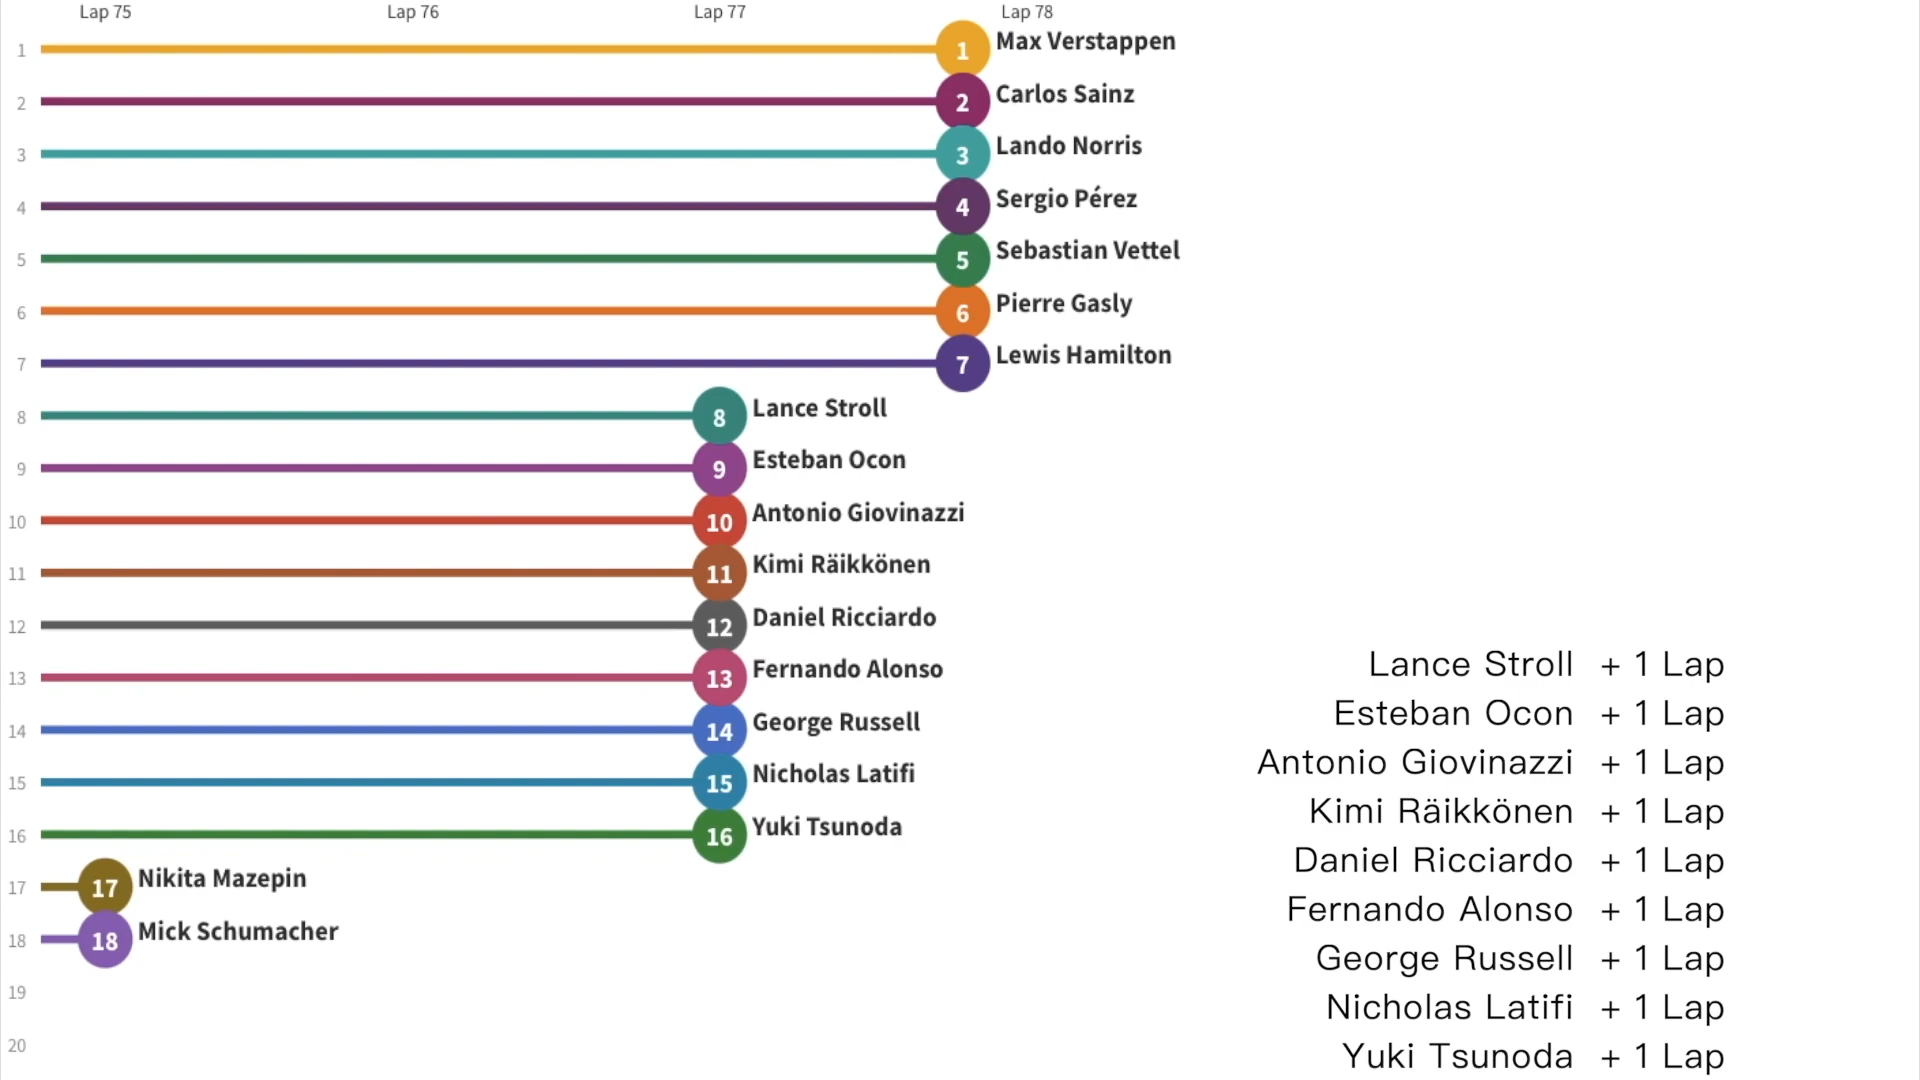 Lap 75 Lap 76 Lap 77 Lap 78
1 1 Max Verstappen
2 2 Carlos Sainz
3 3 Lando Norris
4 4 Sergio Pérez
5 5 Sebastian Vettel
6 6 Pierre Gasly
7 7 Lewis Hamilton
8 8 Lance Stroll
9 9 Esteban Ocon
10 10 Antonio Giovinazzi
11 11 Kimi Räikkönen
12 12 Daniel Ricciardo
13 13 Fernando Alonso
14 14 George Russell
15 15 Nicholas Latifi
16 16 Yuki Tsunoda
17 17 Nikita Mazepin
18 18 Mick Schumacher
19
20
Lance Stroll + 1 Lap
Esteban Ocon + 1 Lap
Antonio Giovinazzi + 1 Lap
Kimi Räikkönen + 1 Lap
Daniel Ricciardo + 1 Lap
Fernando Alonso + 1 Lap
George Russell + 1 Lap
Nicholas Latifi + 1 Lap
Yuki Tsunoda + 1 Lap